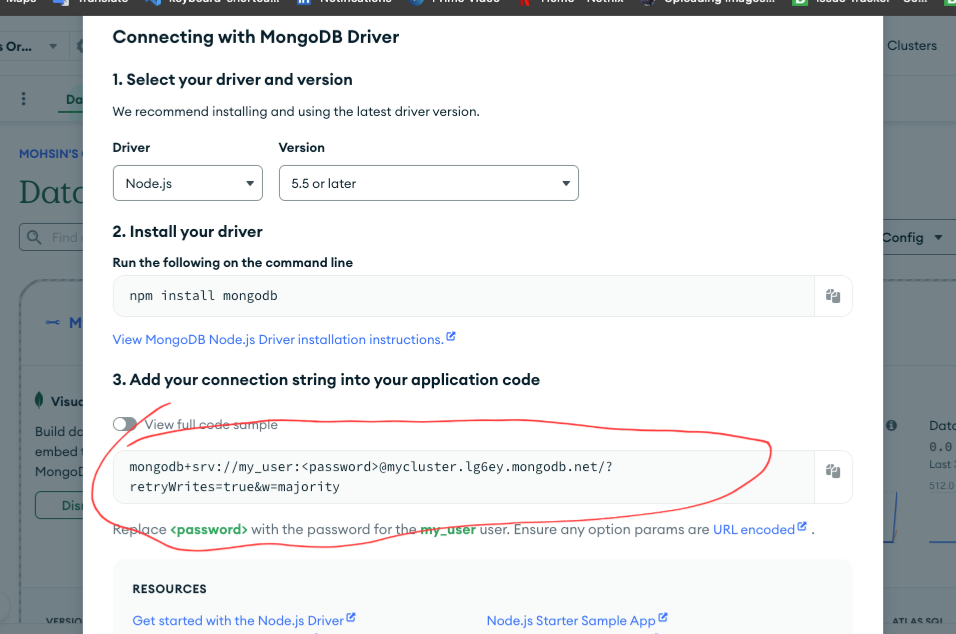 Maps Translate keyboard-shortcu... Notifications Prime Video Home - Netflix Uploading images... Issue Tracker - So...
s Or...
Clusters
Connecting with MongoDB Driver
1. Select your driver and version
We recommend installing and using the latest driver version.
Da
MOHSIN'S
Data
Find
Config
Driver Version
Node.js 5.5 or later
2. Install your driver
Run the following on the command line
npm install mongodb
View MongoDB Node.js Driver installation instructions.
3. Add your connection string into your application code
View full code sample
mongodb+srv://my_user:<password>@mycluster.lg6ey.mongodb.net/?
retryWrites=true&w=majority
Replace <password> with the password for the my_user user. Ensure any option params are URL encoded .
RESOURCES
Get started with the Node.js Driver Node.js Starter Sample App
M
Visu
Build da
embed t
MongoD
Dis
VERSIO
Data
0.0
Last
512.0
ATLAS SQL